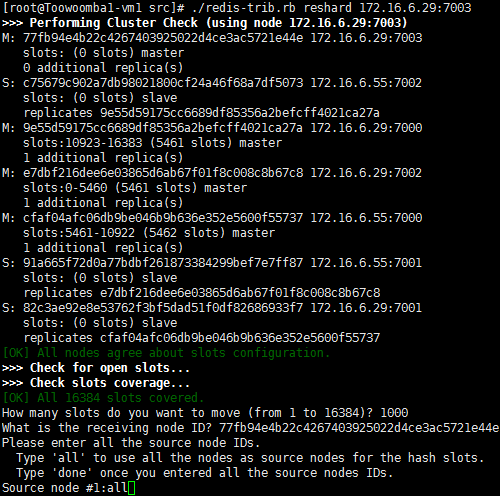 [root@Toowoomba1-vm1 src]# ./redis-trib.rb reshard 172.16.6.29:7003
>>> Performing Cluster Check (using node 172.16.6.29:7003)
M: 77fb94e4b22c4267403925022d4ce3ac5721e44e 172.16.6.29:7003
   slots: (0 slots) master
   0 additional replica(s)
S: c75679c902a7db98021800cf24a46f68a7df5073 172.16.6.55:7002
   slots: (0 slots) slave
   replicates 9e55d59175cc6689df85356a2befcff4021ca27a
M: 9e55d59175cc6689df85356a2befcff4021ca27a 172.16.6.29:7000
   slots:10923-16383 (5461 slots) master
   1 additional replica(s)
M: e7dbf216dee6e03865d6ab67f01f8c008c8b67c8 172.16.6.29:7002
   slots:0-5460 (5461 slots) master
   1 additional replica(s)
M: cfaf04afc06db9be046b9b636e352e5600f55737 172.16.6.55:7000
   slots:5461-10922 (5462 slots) master
   1 additional replica(s)
S: 91a665f72d0a77bdbf261873384299bef7e7ff87 172.16.6.55:7001
   slots: (0 slots) slave
   replicates e7dbf216dee6e03865d6ab67f01f8c008c8b67c8
S: 82c3ae92e8e53762f3bf5dad51f0df82686933f7 172.16.6.29:7001
   slots: (0 slots) slave
   replicates cfaf04afc06db9be046b9b636e352e5600f55737
[OK] All nodes agree about slots configuration.
>>> Check for open slots...
>>> Check slots coverage...
[OK] All 16384 slots covered.
How many slots do you want to move (from 1 to 16384)? 1000
What is the receiving node ID? 77fb94e4b22c4267403925022d4ce3ac5721e44e
Please enter all the source node IDs.
  Type 'all' to use all the nodes as source nodes for the hash slots.
  Type 'done' once you entered all the source nodes IDs.
Source node #1:all